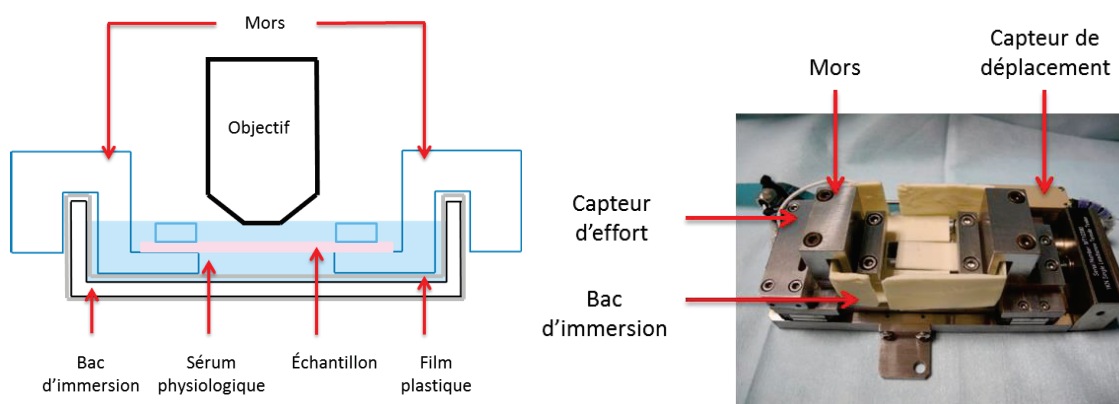 Mors
Objectif
Bac
d'immersion
Sérum
physiologique
Échantillon
Film
plastique
Capteur de
déplacement
Mors
Capteur
d'effort
Bac
d'immersion